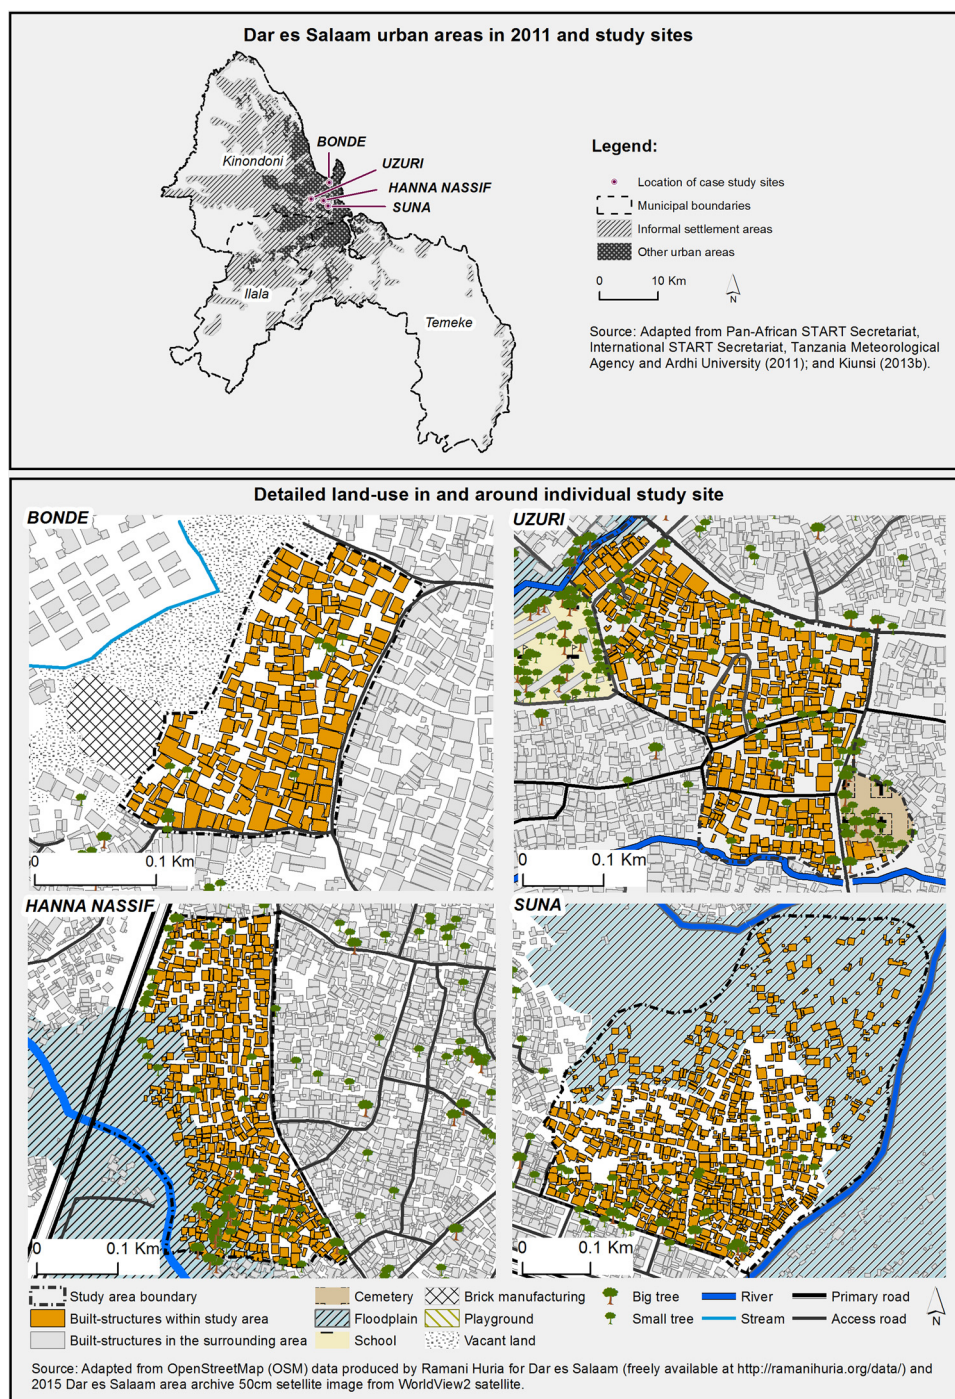 Dar es Salaam urban areas in 2011 and study sites
BONDE
Kinondoni
UZURI
HANNA NASSIF
SUNA
Ilala
Temeke
Legend:
Location of case study sites
Municipal boundaries
Informal settlement areas
Other urban areas
0 10 Km
N
Source: Adapted from Pan-African START Secretariat,
International START Secretariat, Tanzania Meteorological
Agency and Ardhi University (2011); and Kiunsi (2013b).
Detailed land-use in and around individual study site
BONDE
0 0.1 Km
UZURI
0 0.1 Km
HANNA NASSIF
0 0.1 Km
SUNA
0 0.1 Km
Study area boundary
Built-structures within study area
Built-structures in the surrounding area
Cemetery
Floodplain
School
Brick manufacturing
Playground
Vacant land
Big tree
Small tree
River
Stream
Primary road
Access road
N
Source: Adapted from OpenStreetMap (OSM) data produced by Ramani Huria for Dar es Salaam (freely available at http://ramanihuria.org/data/) and
2015 Dar es Salaam area archive 50cm setellite image from WorldView2 satellite.